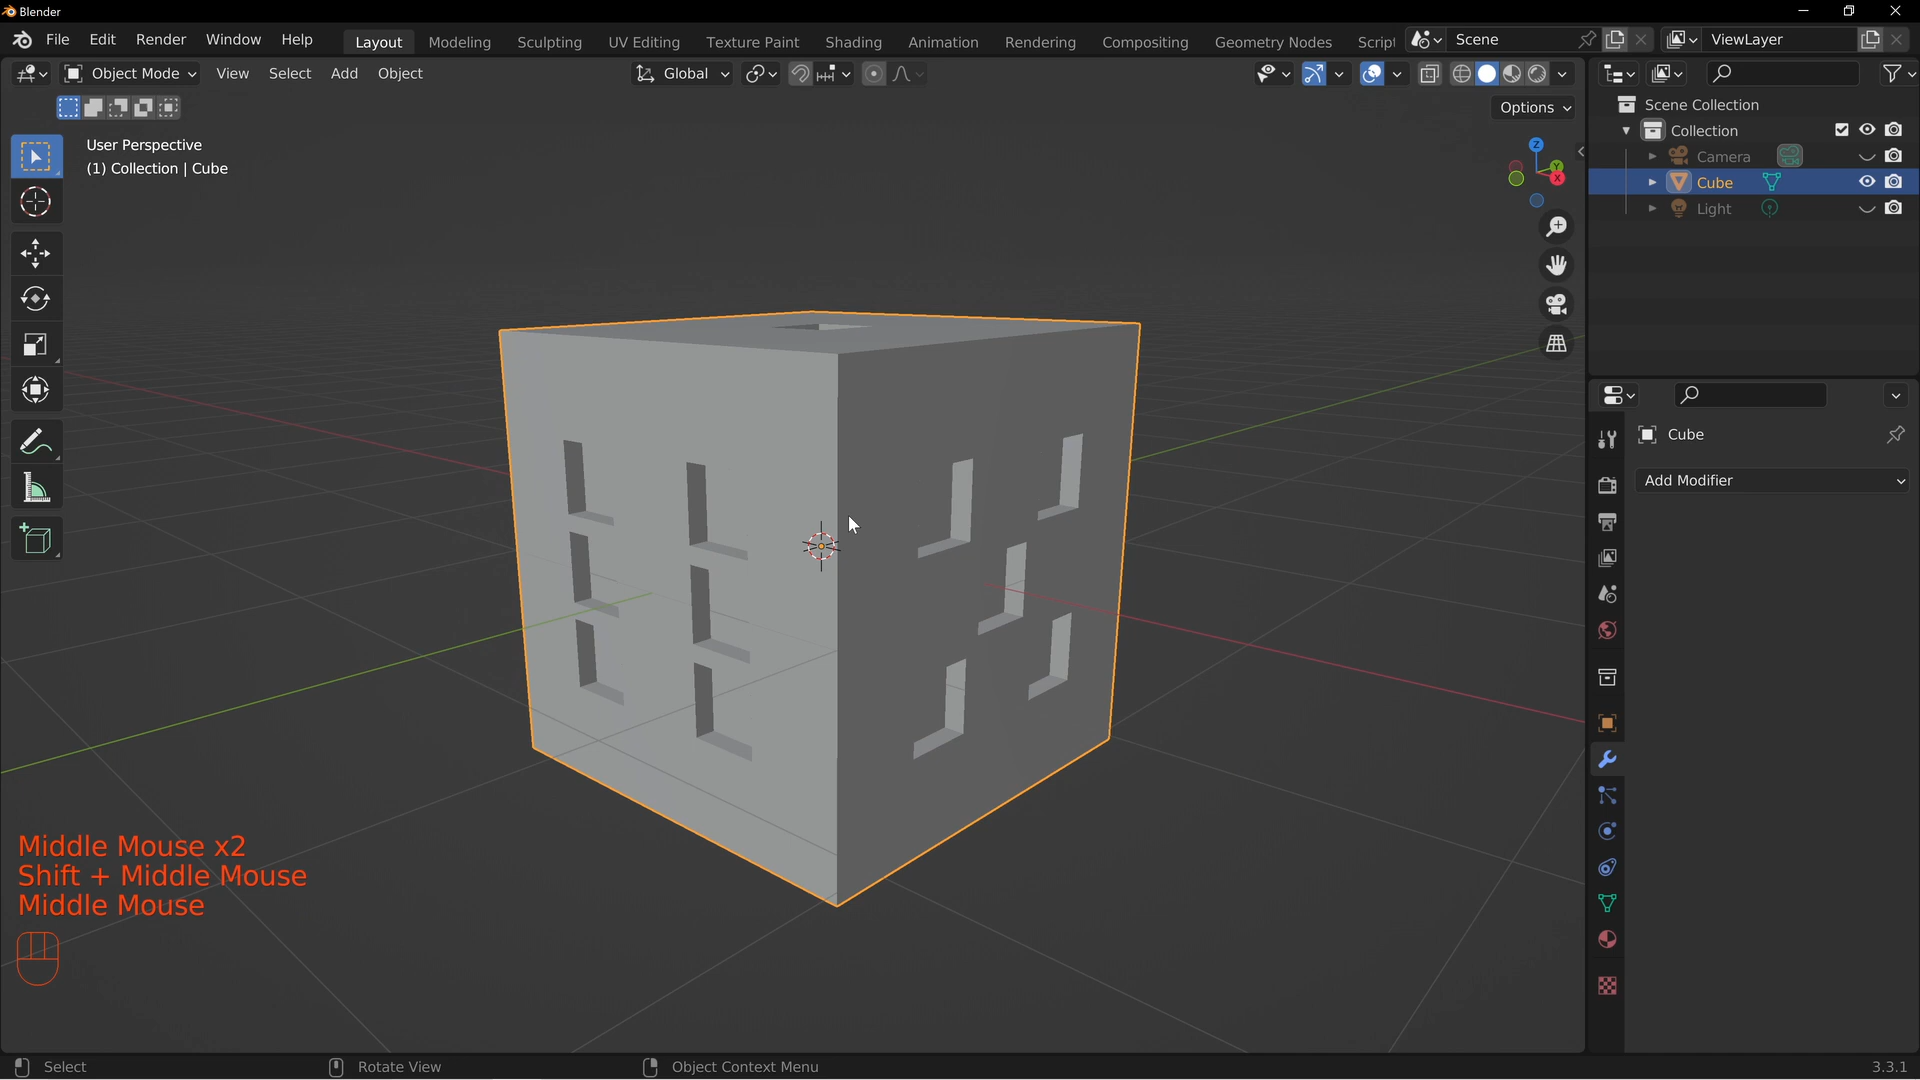 Blender
File Edit Render Window Help Layout Modeling Sculpting UV Editing Texture Paint Shading Animation Rendering Compositing Geometry Nodes Script Scene ViewLayer
Object Mode View Select Add Object Global
Options
User Perspective
(1) Collection | Cube
Z
Y
X
Scene Collection
Collection
Camera
Cube
Light
Cube
Add Modifier
Middle Mouse x2
Shift + Middle Mouse
Middle Mouse
Select Rotate View Object Context Menu 3.3.1